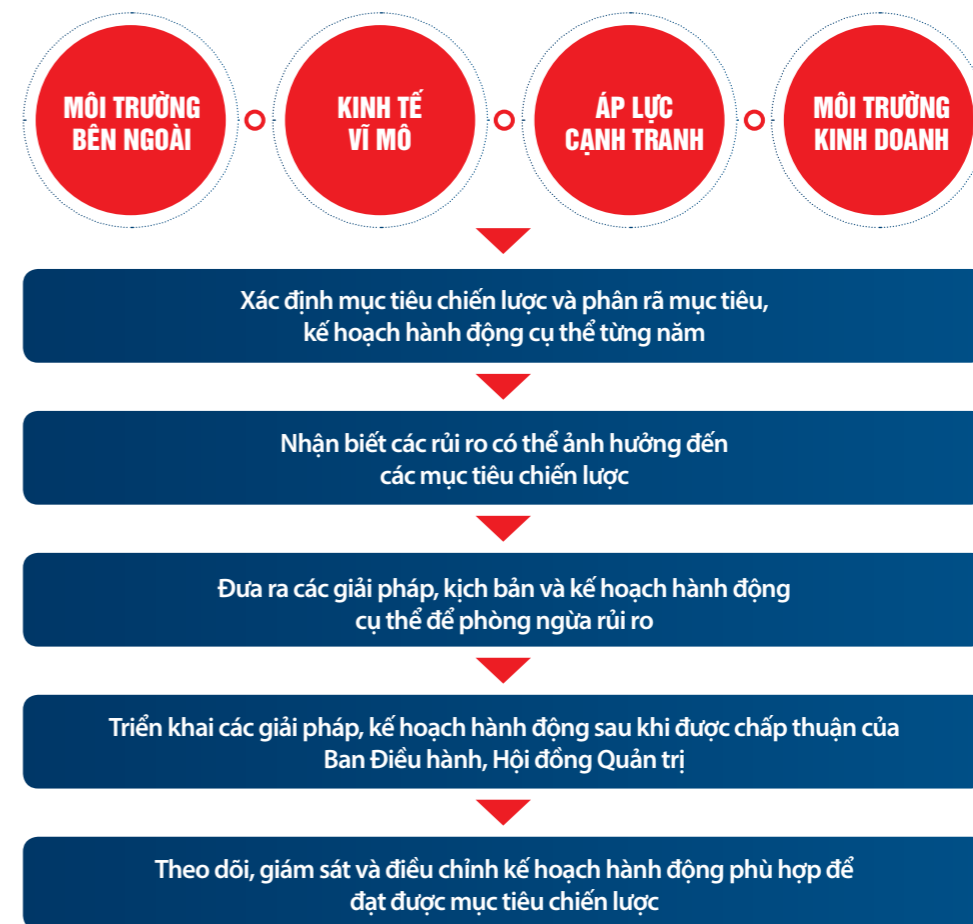 MÔI TRƯỜNG
BÊN NGOÀI
KINH TẾ
VĨ MÔ
ÁP LỰC
CẠNH TRANH
MÔI TRƯỜNG
KINH DOANH
Xác định mục tiêu chiến lược và phân rã mục tiêu,
kế hoạch hành động cụ thể từng năm
Nhận biết các rủi ro có thể ảnh hưởng đến
các mục tiêu chiến lược
Đưa ra các giải pháp, kịch bản và kế hoạch hành động
cụ thể để phòng ngừa rủi ro
Triển khai các giải pháp, kế hoạch hành động sau khi được chấp thuận của
Ban Điều hành, Hội đồng Quản trị
Theo dõi, giám sát và điều chỉnh kế hoạch hành động phù hợp để
đạt được mục tiêu chiến lược